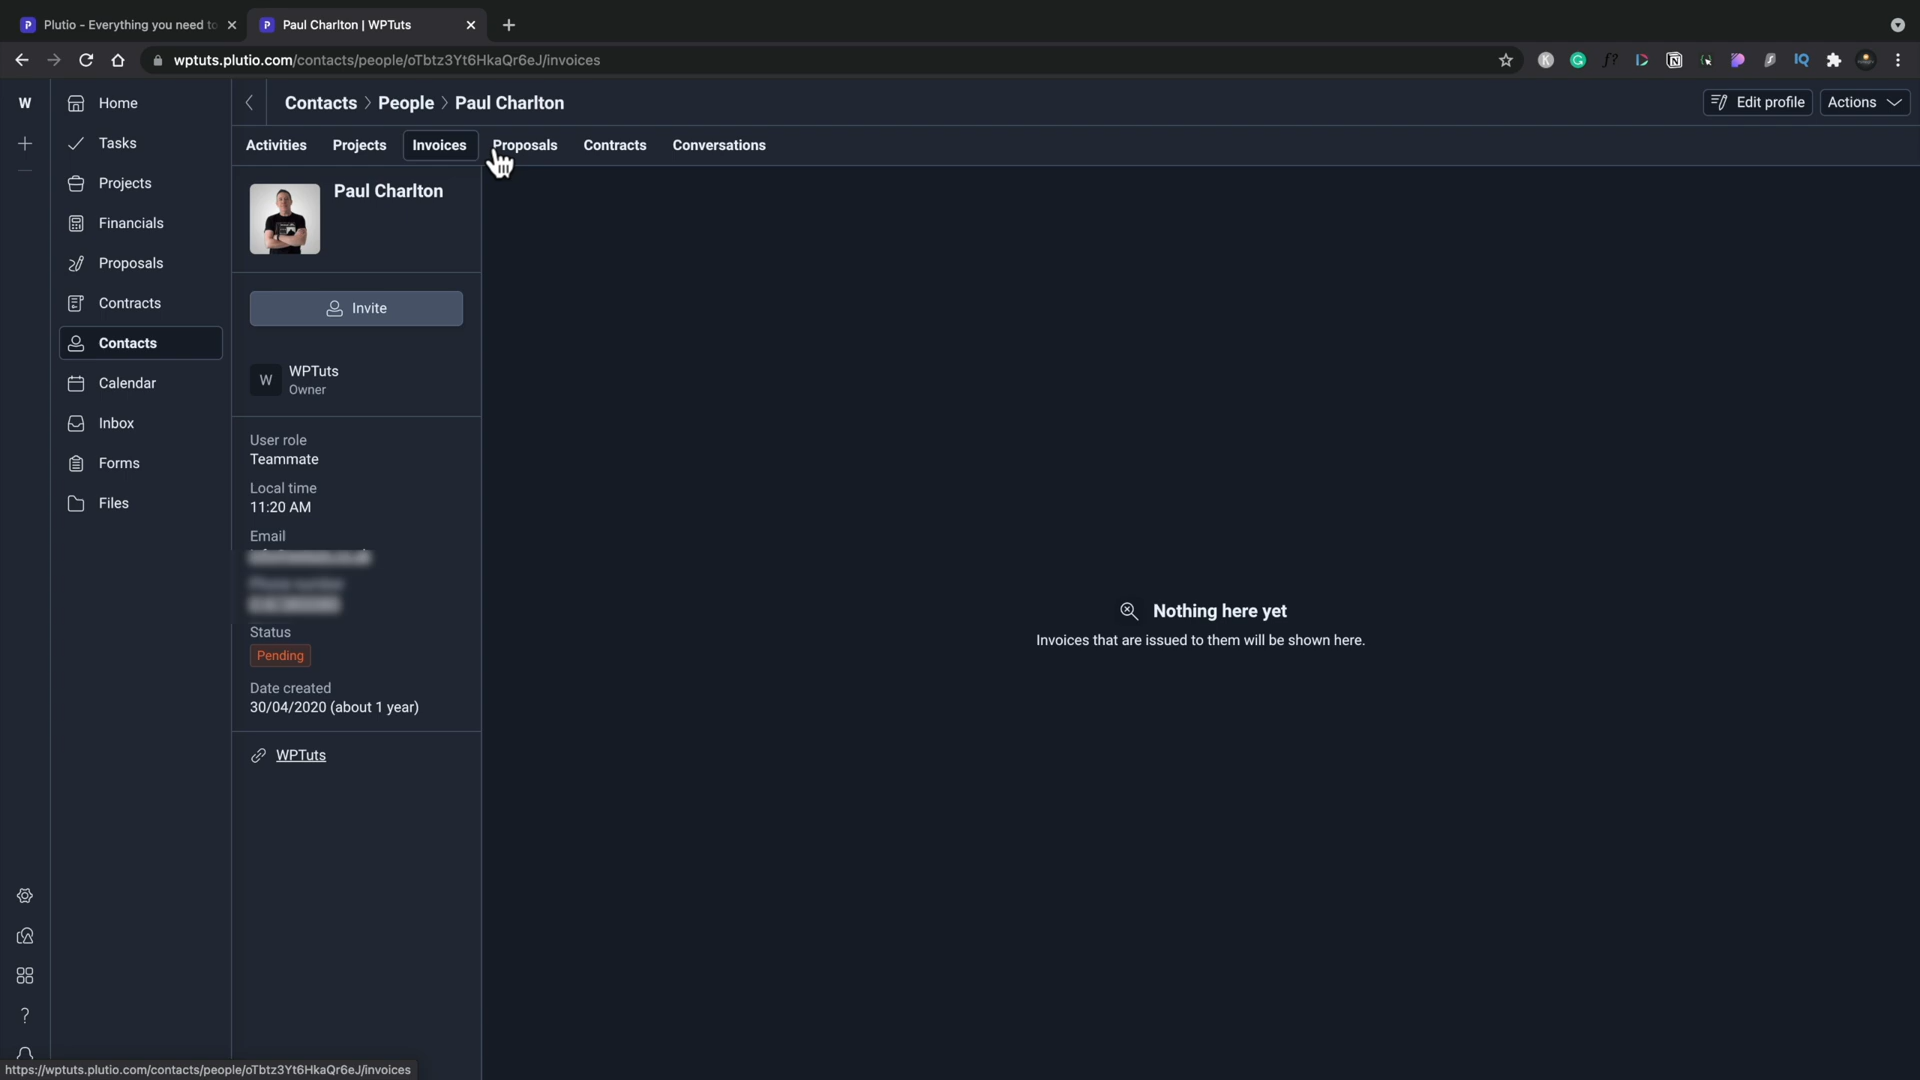 Plutio - Everything you need to
Paul Charlton | WPTuts
wptuts.plutio.com/contacts/people/oTbtz3Yt6HkaQr6eJ/invoices
W
Home
Tasks
Projects
Financials
Proposals
Contracts
Contacts
Calendar
Inbox
Forms
Files
Contacts > People > Paul Charlton
Edit profile
Actions
Activities
Projects
Invoices
Proposals
Contracts
Conversations
Paul Charlton
Invite
W
WPTuts
Owner
User role
Teammate
Local time
11:20 AM
Email
Status
Pending
Date created
30/04/2020 (about 1 year)
WPTuts
Nothing here yet
Invoices that are issued to them will be shown here.
https://wptuts.plutio.com/contacts/people/oTbtz3Yt6HkaQr6eJ/invoices